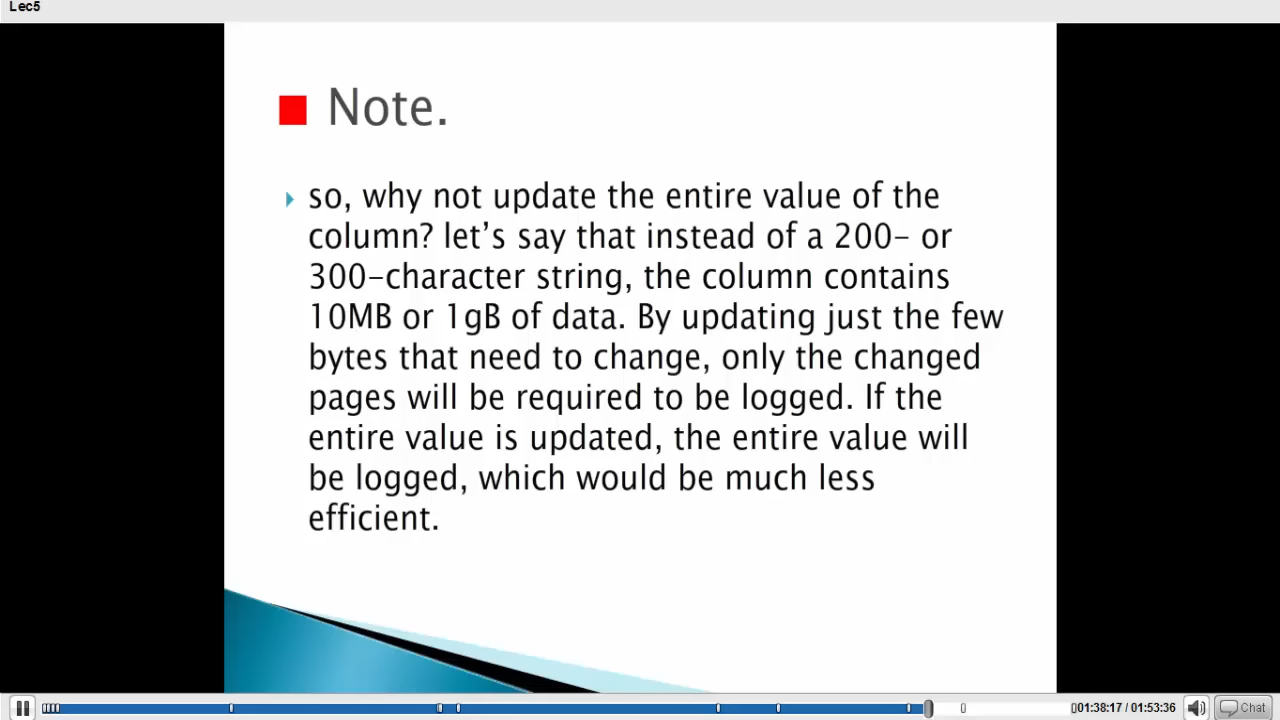 Lec5
Note.
so, why not update the entire value of the
column? let's say that instead of a 200- or
300-character string, the column contains
10MB or 1gB of data. By updating just the few
bytes that need to change, only the changed
pages will be required to be logged. If the
entire value is updated, the entire value will
be logged, which would be much less
efficient.
01:38:17 / 01:53:36
Chat